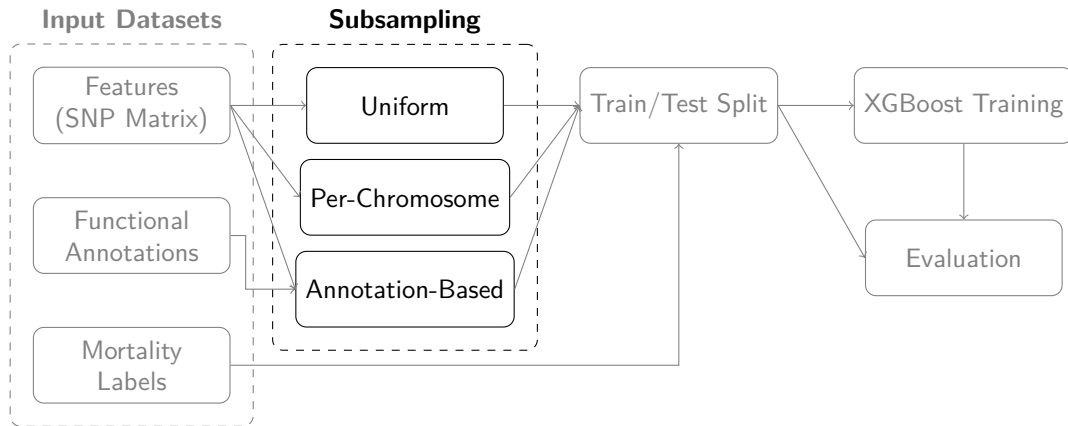 Input Datasets
Features
(SNP Matrix)
Functional
Annotations
Mortality
Labels
Subsampling
Uniform
Per-Chromosome
Annotation-Based
Train/Test Split
XGBoost Training
Evaluation